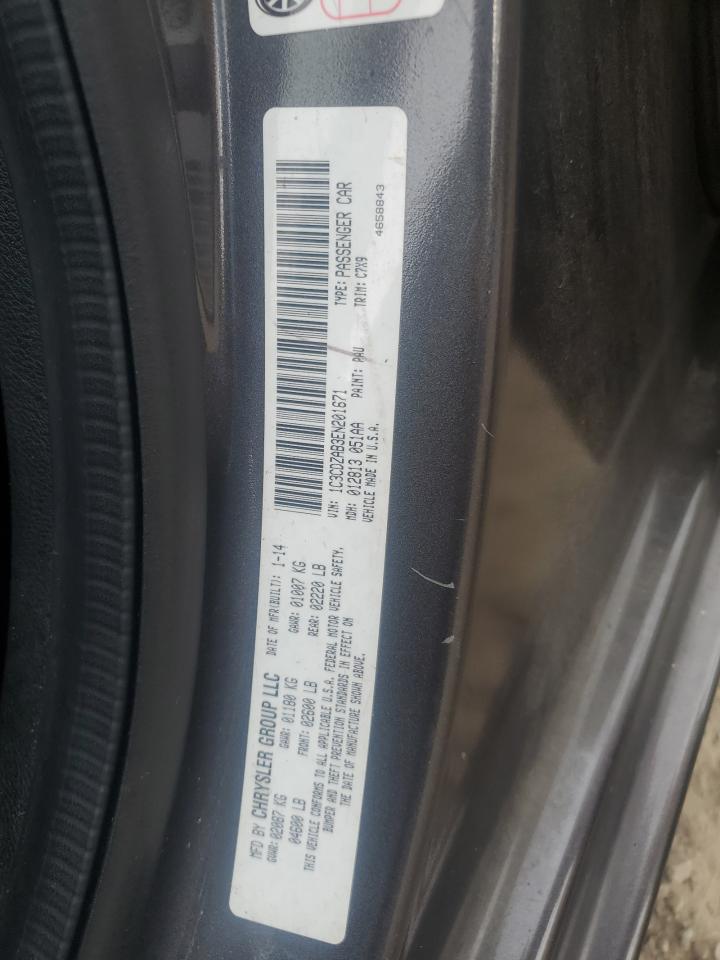 MFD BY CHRYSLER GROUP LLC DATE OF MFR(BUILT): 1-14
GVWR: 02087 KG GAWR: 01180 KG GAWR: 01007 KG
04600 LB FRONT: 02600 LB REAR: 02220 LB
THIS VEHICLE CONFORMS TO ALL APPLICABLE U.S.A. FEDERAL MOTOR VEHICLE SAFETY,
BUMPER AND THEFT PREVENTION STANDARDS IN EFFECT ON
THE DATE OF MANUFACTURE SHOWN ABOVE.
VIN: 1C3CDZAB3EN201671 TYPE: PASSENGER CAR
MDH: 012813 051AA PAINT: PAU TRIM: C7X9
VEHICLE MADE IN U.S.A.
4658843